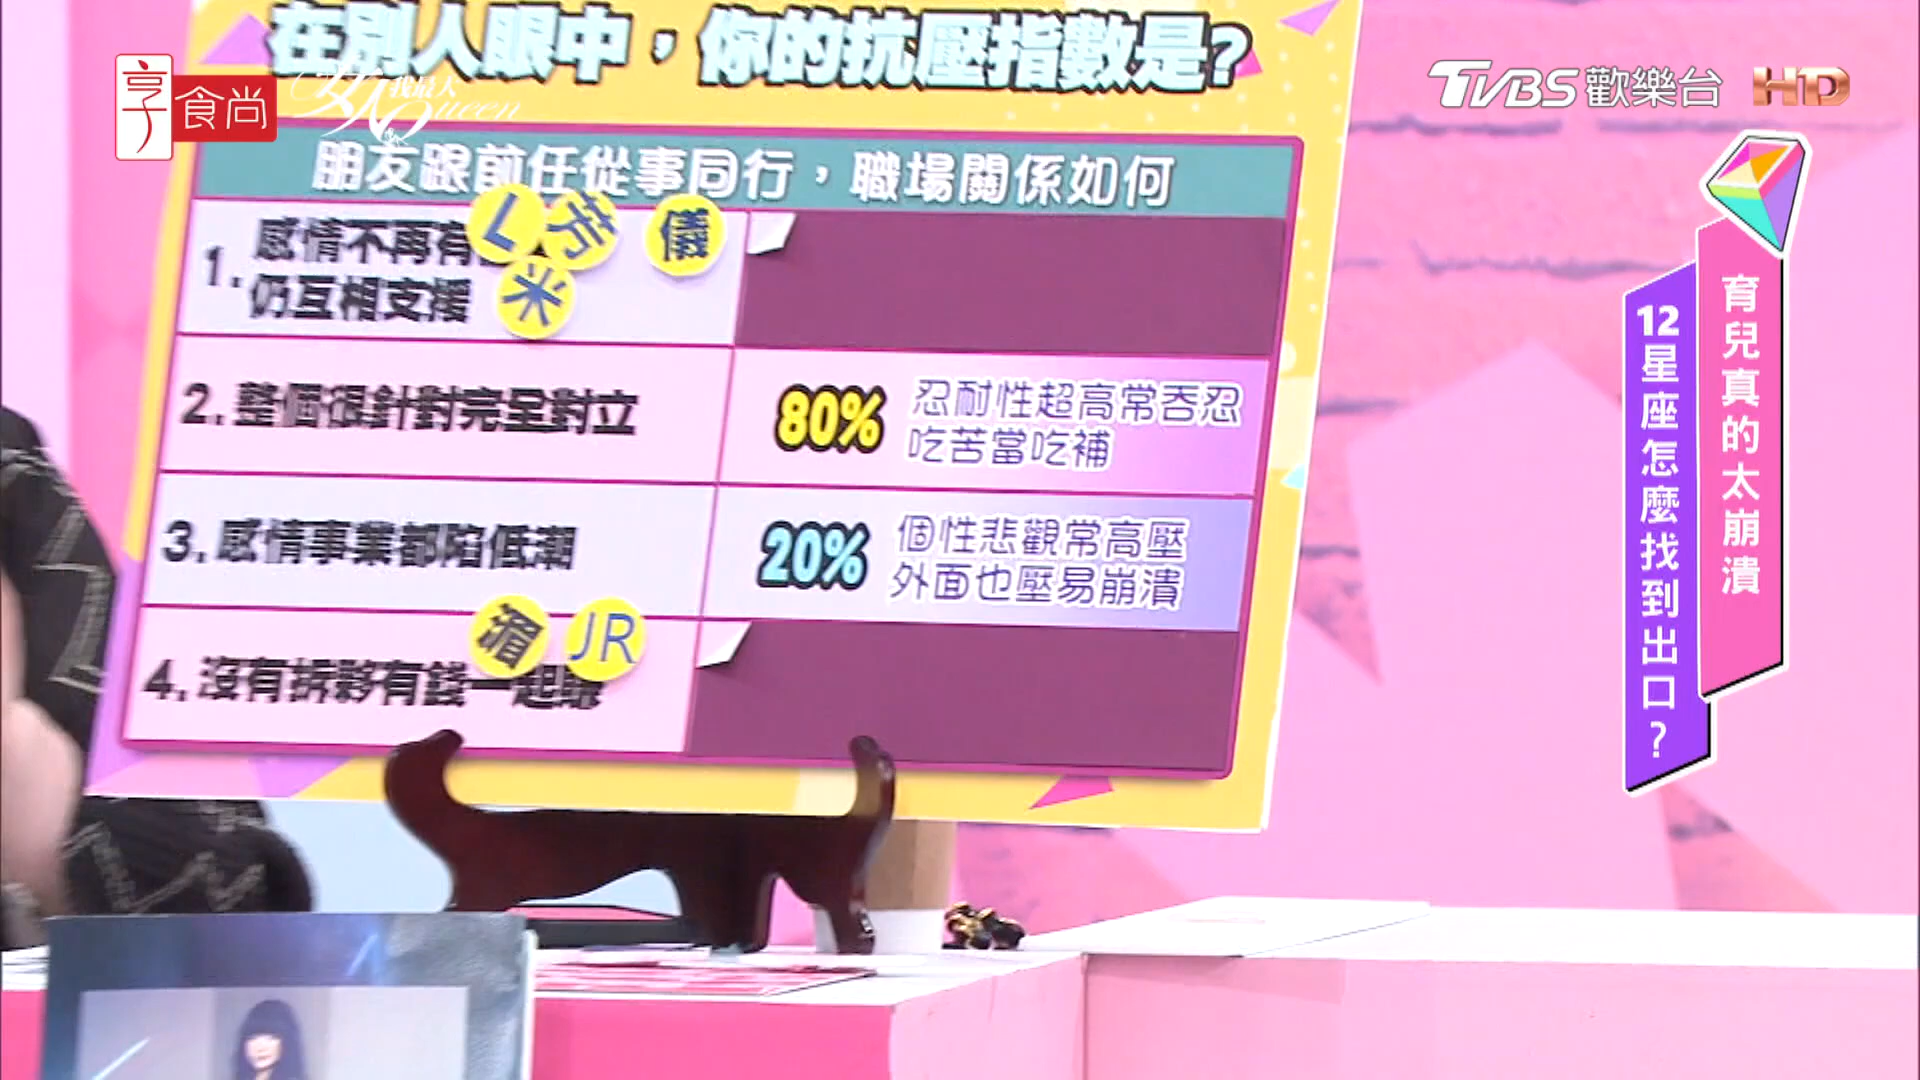 在別人眼中，你的抗壓指數是?
享 食尚
女人我最大
Queen
TVBS歡樂台 HD
朋友跟前任從事同行，職場關係如何
1. 感情不再有
仍互相支援
L 芳 儀
米
2. 整個很針對完全對立
80% 忍耐性超高常吞忍
吃苦當吃補
3. 感情事業都陷低潮
20% 個性悲觀常高壓
外面也壓易崩潰
湄 JR
4. 沒有拆夥有錢一起賺
育兒真的太崩潰
12星座怎麼找到出口？